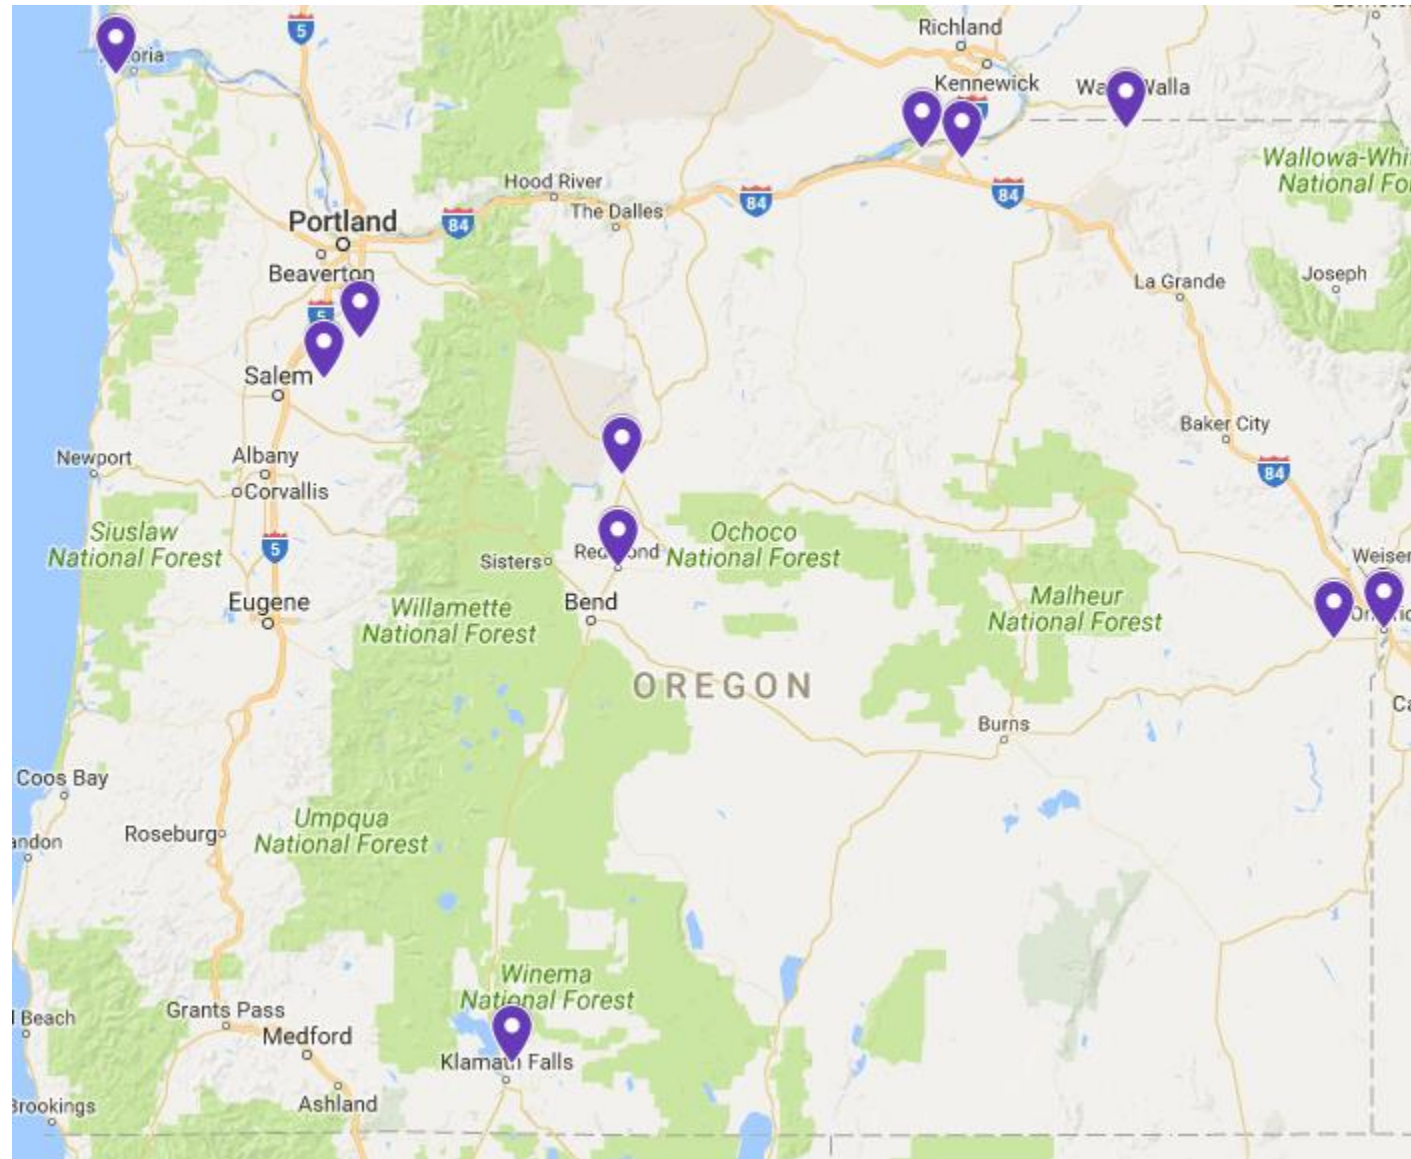 5
Richland
Kennewick
Hood River
The Dalles
84
84
84
Wallowa-Whi
National Fo
Portland
Beaverton
Joseph
La Grande
Salem
Baker City
Newport
Albany
Corvallis
84
Siuslaw
National Forest
5
Sisters
Ochoco
National Forest
Weiser
Eugene
Willamette
National Forest
Bend
Malheur
National Forest
OREGON
Burns
Coos Bay
Umpqua
National Forest
Roseburg
andon
Winema
National Forest
Grants Pass
Beach
Medford
Klamath Falls
Ashland
Brookings